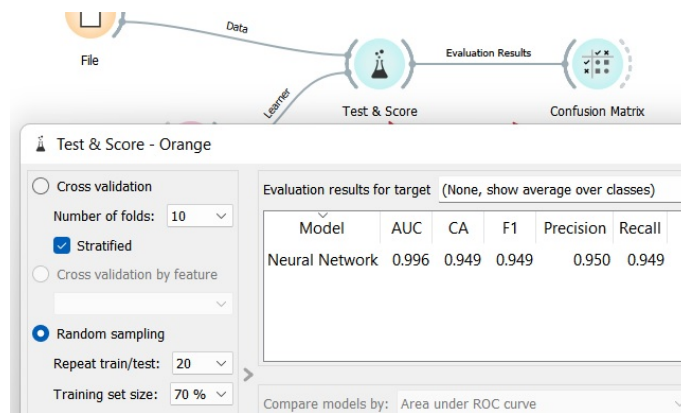 Data
File
Evaluation Results
Learner
Test & Score
Confusion Matrix
Test & Score - Orange
Cross validation
Number of folds: 10
Stratified
Cross validation by feature
Random sampling
Repeat train/test: 20
Training set size: 70 %
Evaluation results for target (None, show average over classes)
Model AUC CA F1 Precision Recall
Neural Network 0.996 0.949 0.949 0.950 0.949
Compare models by: Area under ROC curve